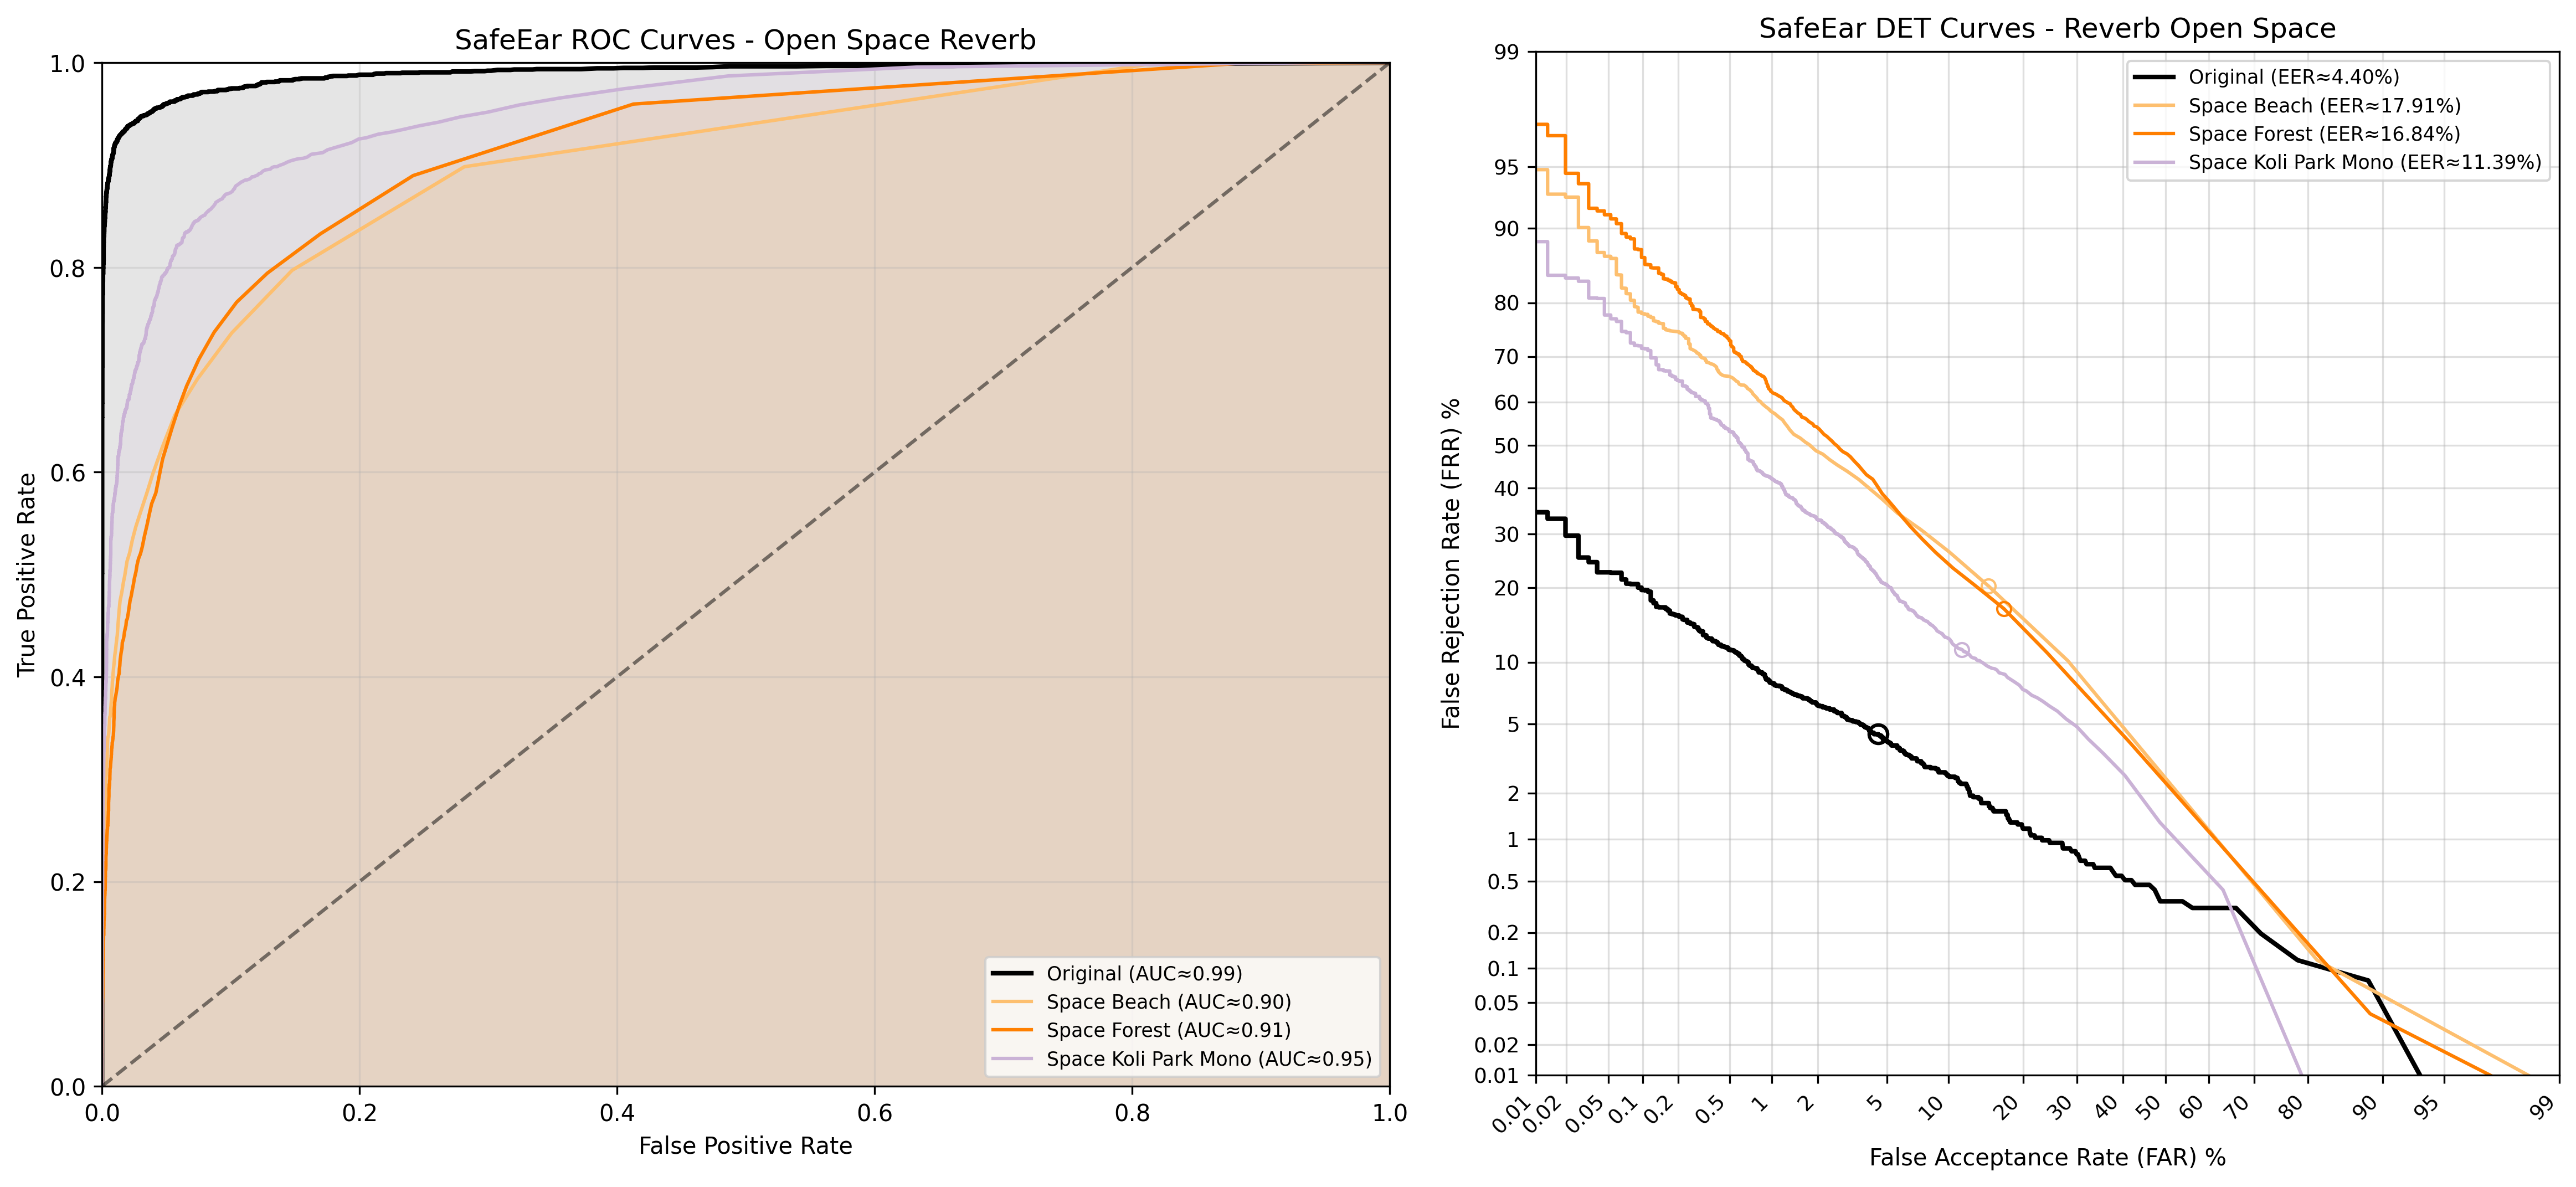 SafeEar ROC Curves - Open Space Reverb
1.0
0.8
0.6
0.4
0.2
0.0
True Positive Rate
0.0 0.2 0.4 0.6 0.8 1.0
False Positive Rate
Original (AUC≈0.99)
Space Beach (AUC≈0.90)
Space Forest (AUC≈0.91)
Space Koli Park Mono (AUC≈0.95)
SafeEar DET Curves - Reverb Open Space
99
95
90
80
70
60
50
40
30
20
10
5
2
1
0.5
0.2
0.1
0.05
0.02
0.01
False Rejection Rate (FRR) %
0.01 0.02 0.05 0.1 0.2 0.5 1 2 5 10 20 30 40 50 60 70 80 90 95 99
False Acceptance Rate (FAR) %
Original (EER≈4.40%)
Space Beach (EER≈17.91%)
Space Forest (EER≈16.84%)
Space Koli Park Mono (EER≈11.39%)